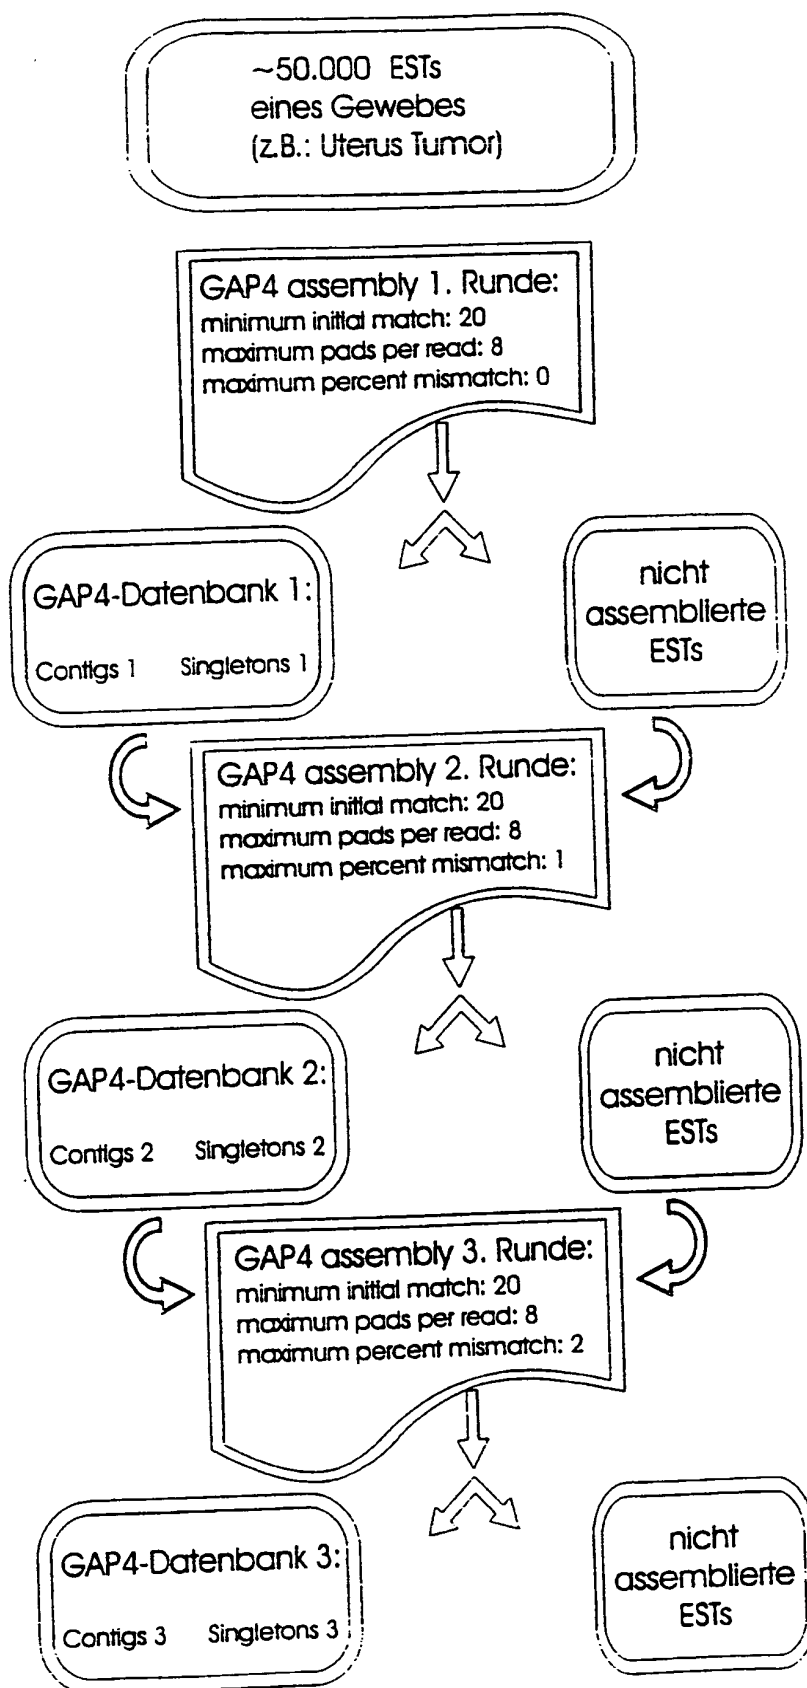 ~50.000 ESTs
eines Gewebes
(z.B.: Uterus Tumor)
GAP4 assembly 1. Runde:
minimum initial match: 20
maximum pads per read: 8
maximum percent mismatch: 0
GAP4-Datenbank 1:
Contigs 1 Singletons 1
nicht
assemblierte
ESTs
GAP4 assembly 2. Runde:
minimum initial match: 20
maximum pads per read: 8
maximum percent mismatch: 1
GAP4-Datenbank 2:
Contigs 2 Singletons 2
nicht
assemblierte
ESTs
GAP4 assembly 3. Runde:
minimum initial match: 20
maximum pads per read: 8
maximum percent mismatch: 2
GAP4-Datenbank 3:
Contigs 3 Singletons 3
nicht
assemblierte
ESTs